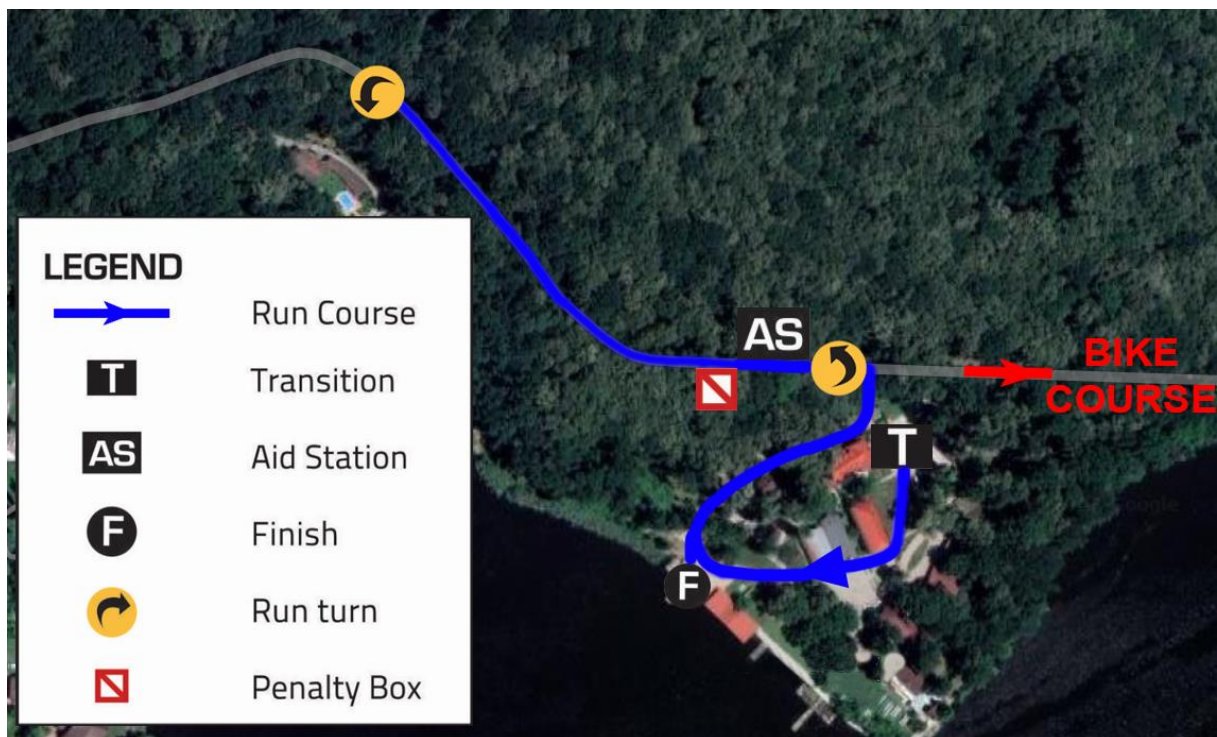 AS
BIKE
COURSE
T
F
LEGEND
Run Course
T Transition
AS Aid Station
F Finish
Run turn
Penalty Box